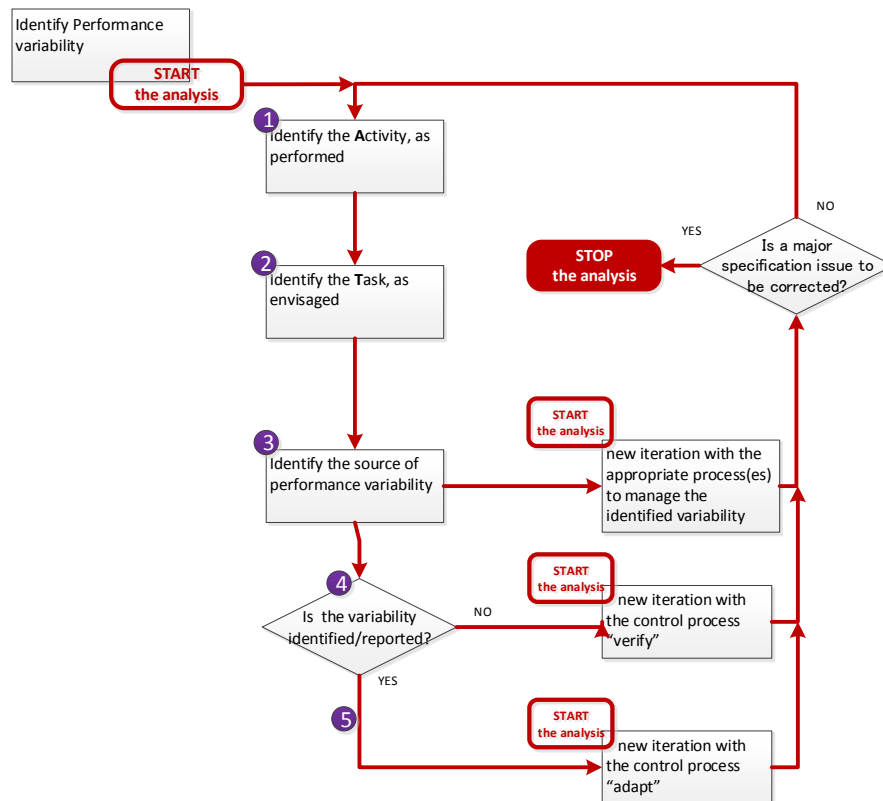 Identify Performance
variability
START
the analysis
1
Identify the Activity, as
performed
2
Identify the Task, as
envisaged
3
Identify the source of
performance variability
4
Is the variability
identified/reported?
NO
YES
5
START
the analysis
new iteration with the
appropriate process(es)
to manage the
identified variability
START
the analysis
new iteration with
the control process
“verify”
START
the analysis
new iteration with
the control process
“adapt”
Is a major
specification issue to
be corrected?
NO
YES
STOP
the analysis